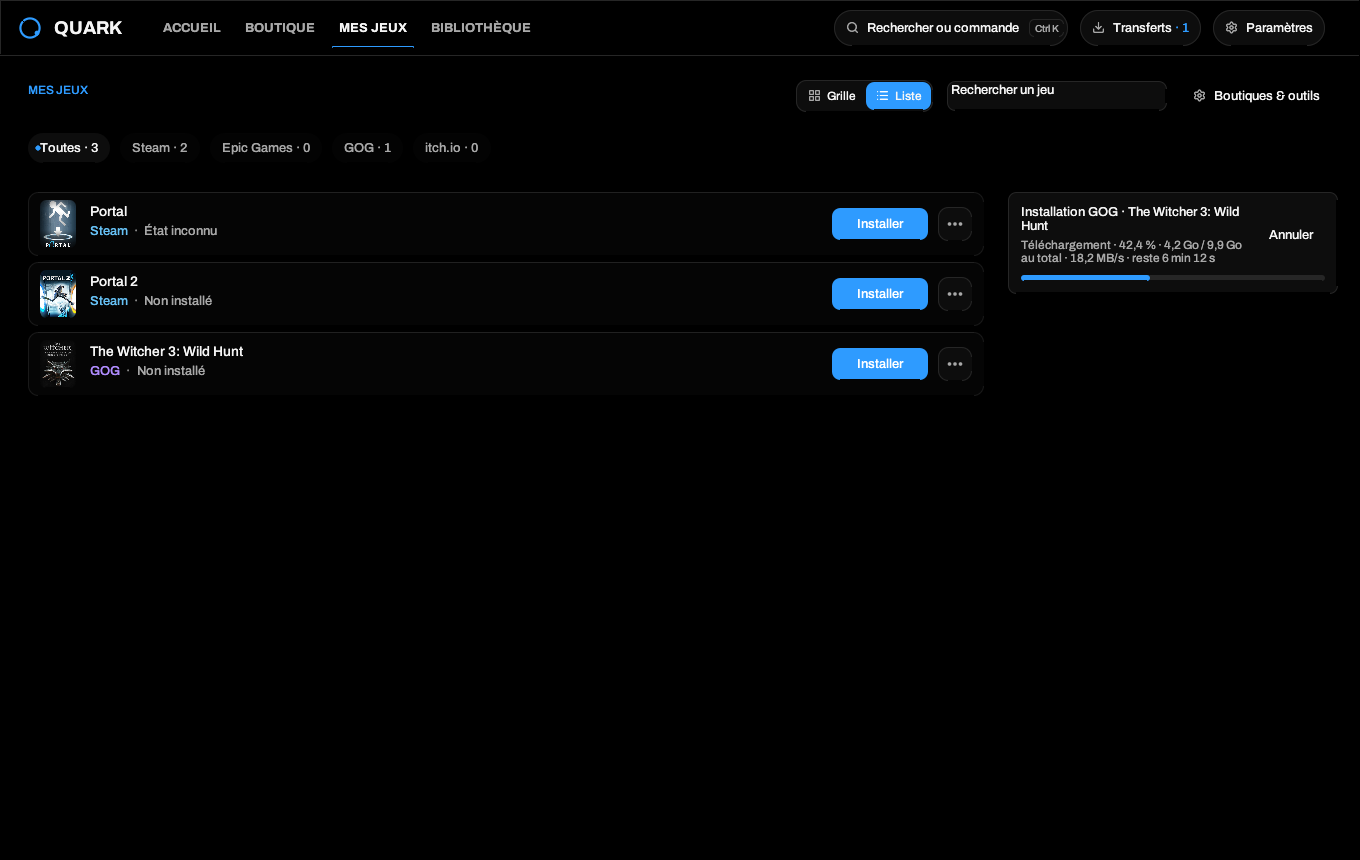 QUARK ACCUEIL BOUTIQUE MES JEUX BIBLIOTHÈQUE Rechercher ou commande Ctrl K Transferts · 1 Paramètres
MES JEUX Grille Liste Rechercher un jeu Boutiques & outils
Toutes · 3 Steam · 2 Epic Games · 0 GOG · 1 itch.io · 0
PORTAL
Portal
Steam · État inconnu
Installer
PORTAL 2
Portal 2
Steam · Non installé
Installer
WITCHER
The Witcher 3: Wild Hunt
GOG · Non installé
Installer
Installation GOG · The Witcher 3: Wild
Hunt
Téléchargement · 42,4 % · 4,2 Go / 9,9 Go
au total · 18,2 MB/s · reste 6 min 12 s
Annuler